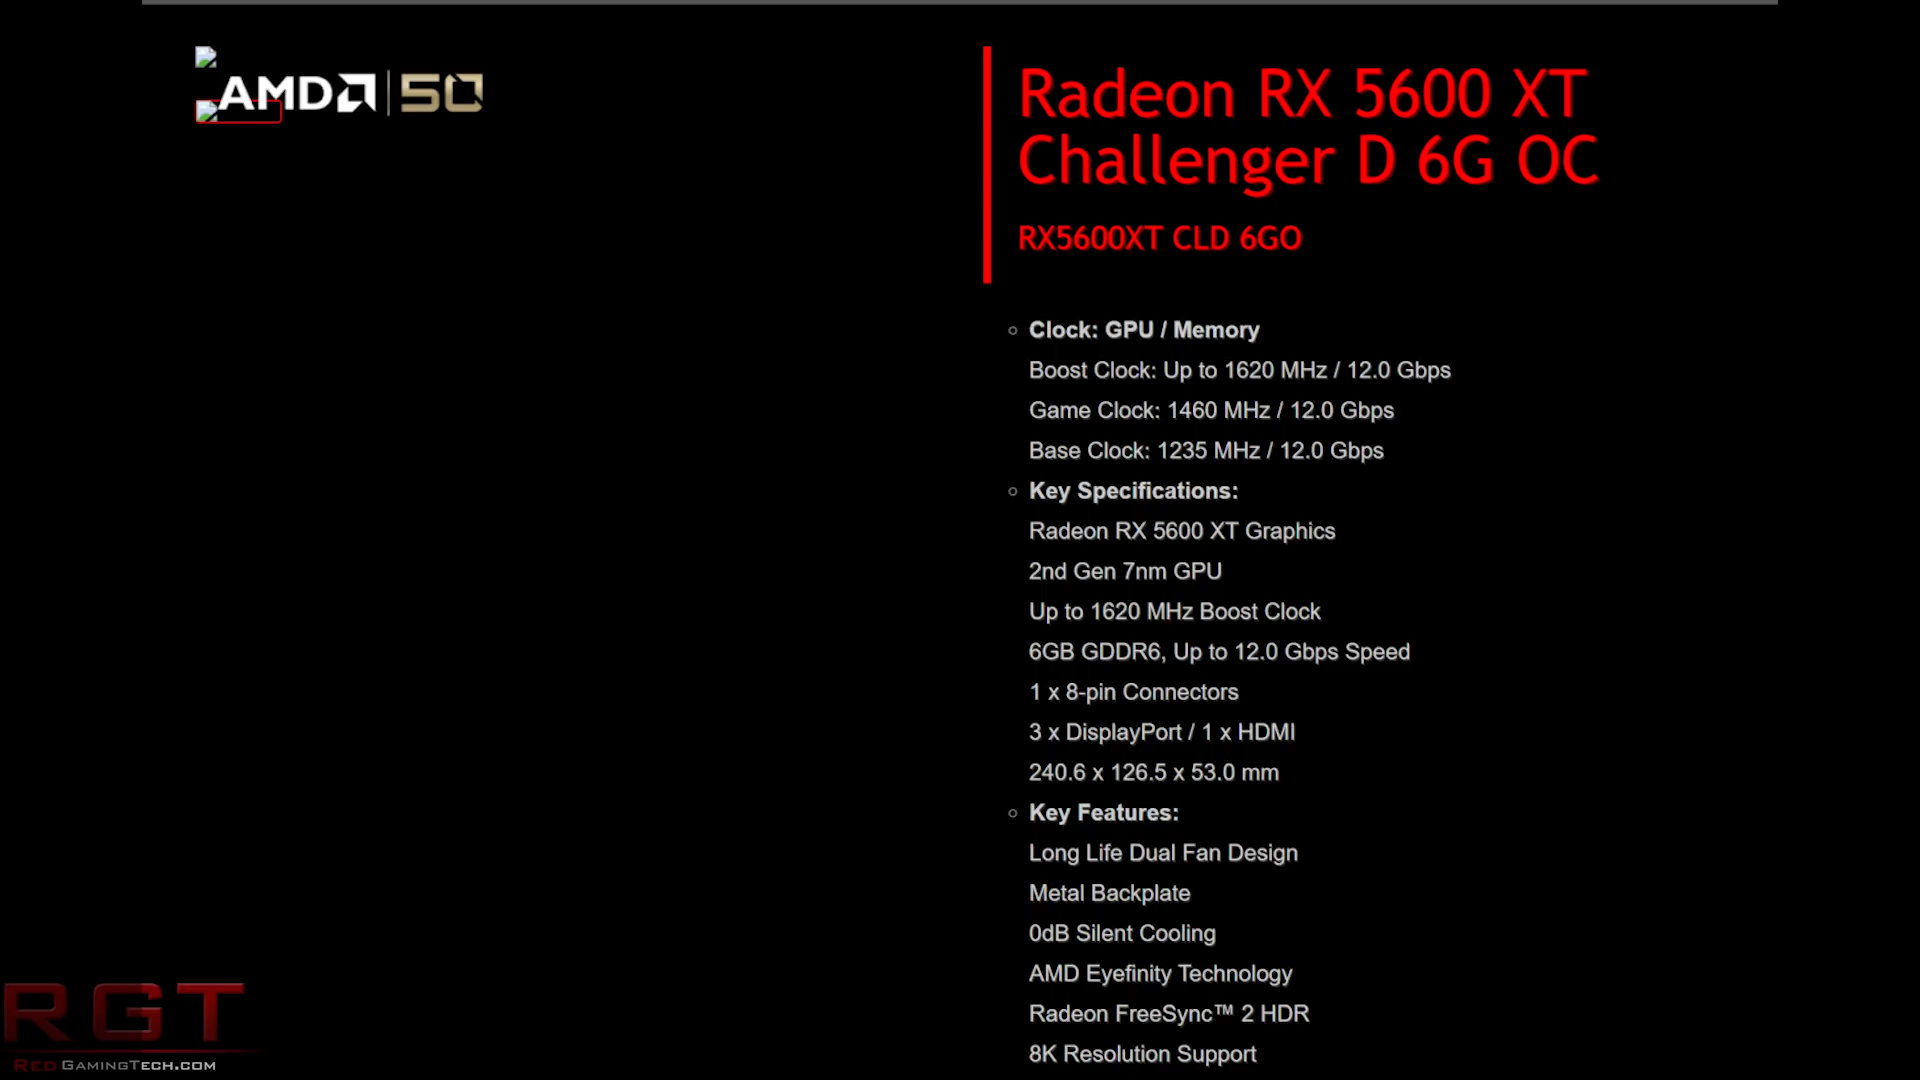 AMD 50
Radeon RX 5600 XT
Challenger D 6G OC
RX5600XT CLD 6GO
Clock: GPU / Memory
Boost Clock: Up to 1620 MHz / 12.0 Gbps
Game Clock: 1460 MHz / 12.0 Gbps
Base Clock: 1235 MHz / 12.0 Gbps
Key Specifications:
Radeon RX 5600 XT Graphics
2nd Gen 7nm GPU
Up to 1620 MHz Boost Clock
6GB GDDR6, Up to 12.0 Gbps Speed
1 x 8-pin Connectors
3 x DisplayPort / 1 x HDMI
240.6 x 126.5 x 53.0 mm
Key Features:
Long Life Dual Fan Design
Metal Backplate
0dB Silent Cooling
AMD Eyefinity Technology
Radeon FreeSync™ 2 HDR
8K Resolution Support
RGT
RedGamingTech.com